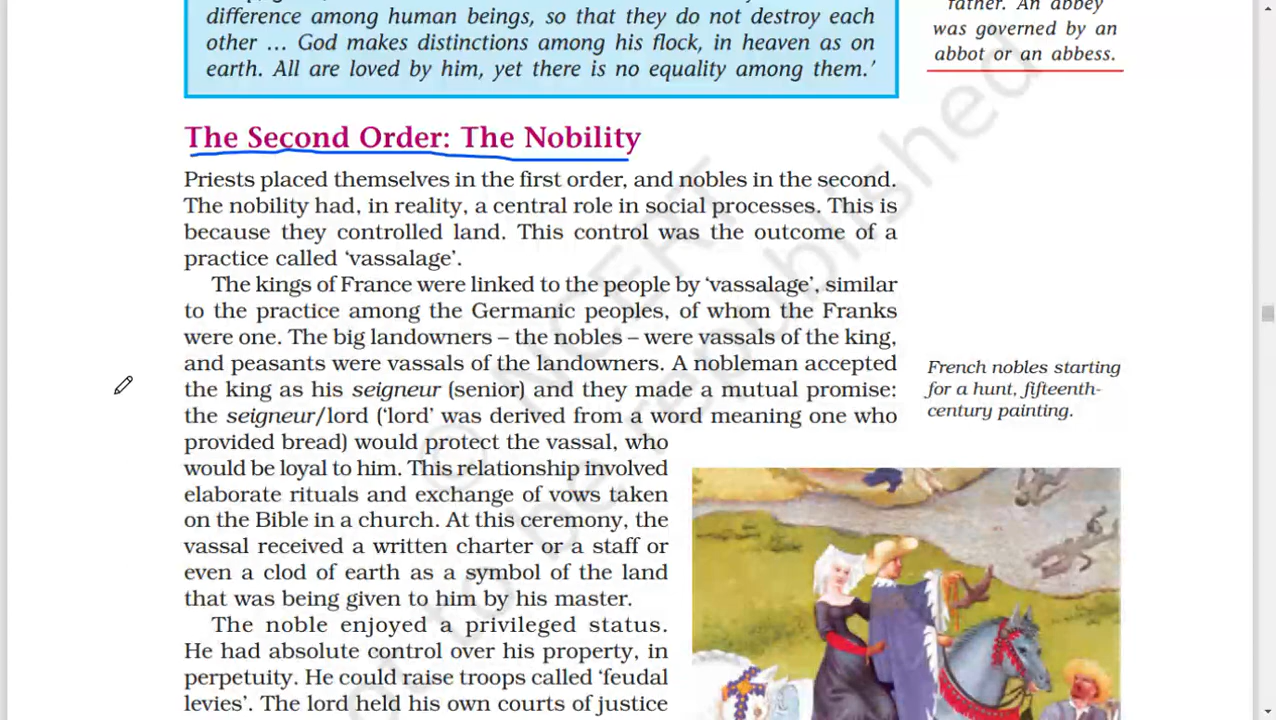 difference among human beings, so that they do not destroy each
other ... God makes distinctions among his flock, in heaven as on
earth. All are loved by him, yet there is no equality among them.'
father. An abbey
was governed by an
abbot or an abbess.
The Second Order: The Nobility
Priests placed themselves in the first order, and nobles in the second.
The nobility had, in reality, a central role in social processes. This is
because they controlled land. This control was the outcome of a
practice called 'vassalage'.
The kings of France were linked to the people by 'vassalage', similar
to the practice among the Germanic peoples, of whom the Franks
were one. The big landowners – the nobles – were vassals of the king,
and peasants were vassals of the landowners. A nobleman accepted
the king as his seigneur (senior) and they made a mutual promise:
the seigneur/lord ('lord' was derived from a word meaning one who
provided bread) would protect the vassal, who
would be loyal to him. This relationship involved
elaborate rituals and exchange of vows taken
on the Bible in a church. At this ceremony, the
vassal received a written charter or a staff or
even a clod of earth as a symbol of the land
that was being given to him by his master.
The noble enjoyed a privileged status.
He had absolute control over his property, in
perpetuity. He could raise troops called 'feudal
levies'. The lord held his own courts of justice
French nobles starting
for a hunt, fifteenth-
century painting.
© NCERT
to be republished